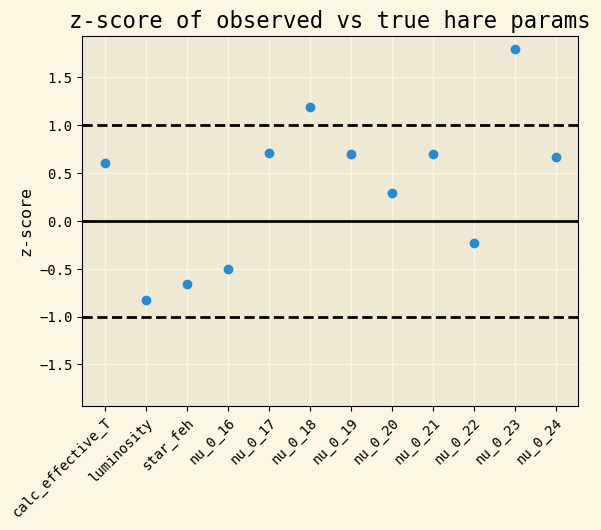 z-score of observed vs true hare params
z-score
1.5
1.0
0.5
0.0
−0.5
−1.0
−1.5
calc_effective_T
luminosity
star_feh
nu_0_16
nu_0_17
nu_0_18
nu_0_19
nu_0_20
nu_0_21
nu_0_22
nu_0_23
nu_0_24